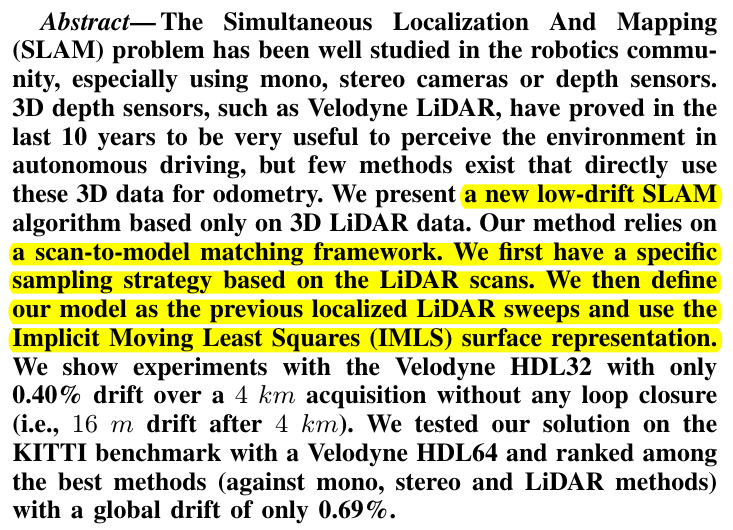 Abstract— The Simultaneous Localization And Mapping
(SLAM) problem has been well studied in the robotics commu-
nity, especially using mono, stereo cameras or depth sensors.
3D depth sensors, such as Velodyne LiDAR, have proved in the
last 10 years to be very useful to perceive the environment in
autonomous driving, but few methods exist that directly use
these 3D data for odometry. We present a new low-drift SLAM
algorithm based only on 3D LiDAR data. Our method relies on
a scan-to-model matching framework. We first have a specific
sampling strategy based on the LiDAR scans. We then define
our model as the previous localized LiDAR sweeps and use the
Implicit Moving Least Squares (IMLS) surface representation.
We show experiments with the Velodyne HDL32 with only
0.40% drift over a 4 km acquisition without any loop closure
(i.e., 16 m drift after 4 km). We tested our solution on the
KITTI benchmark with a Velodyne HDL64 and ranked among
the best methods (against mono, stereo and LiDAR methods)
with a global drift of only 0.69%.